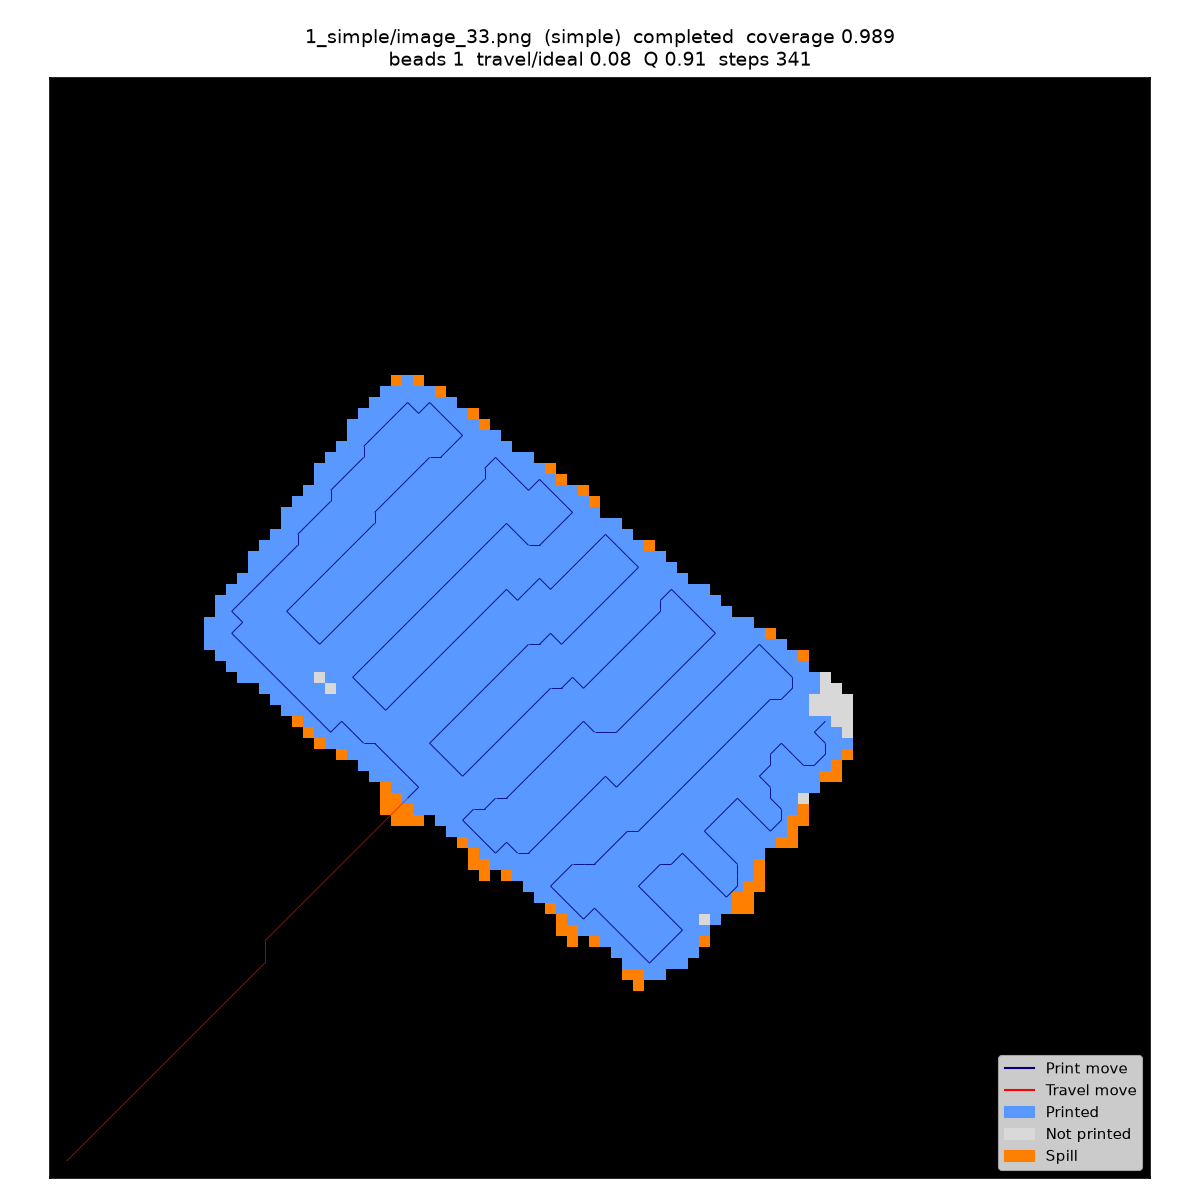 1_simple/image_33.png  (simple)  completed  coverage 0.989
beads 1  travel/ideal 0.08  Q 0.91  steps 341
Print move
Travel move
Printed
Not printed
Spill